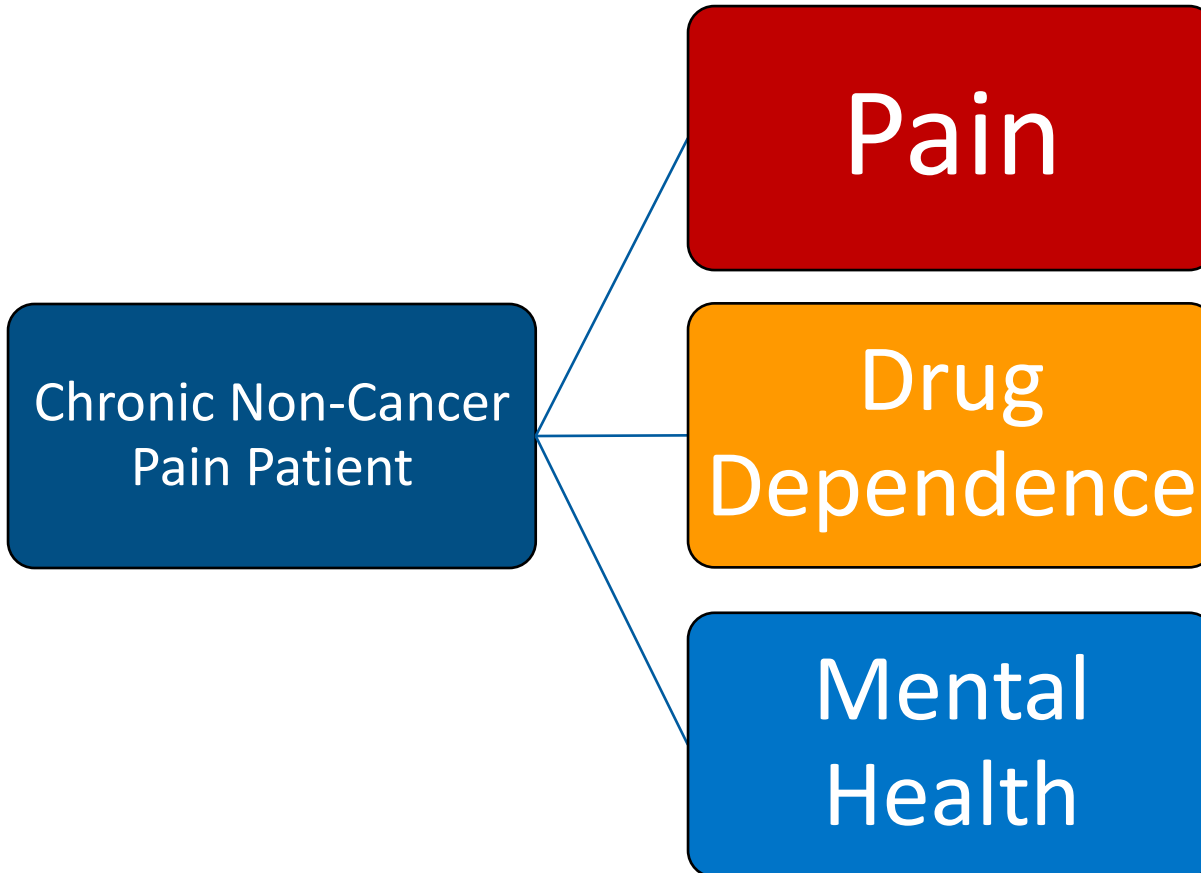 Pain
Chronic Non-Cancer
Pain Patient
Drug
Dependence
Mental
Health